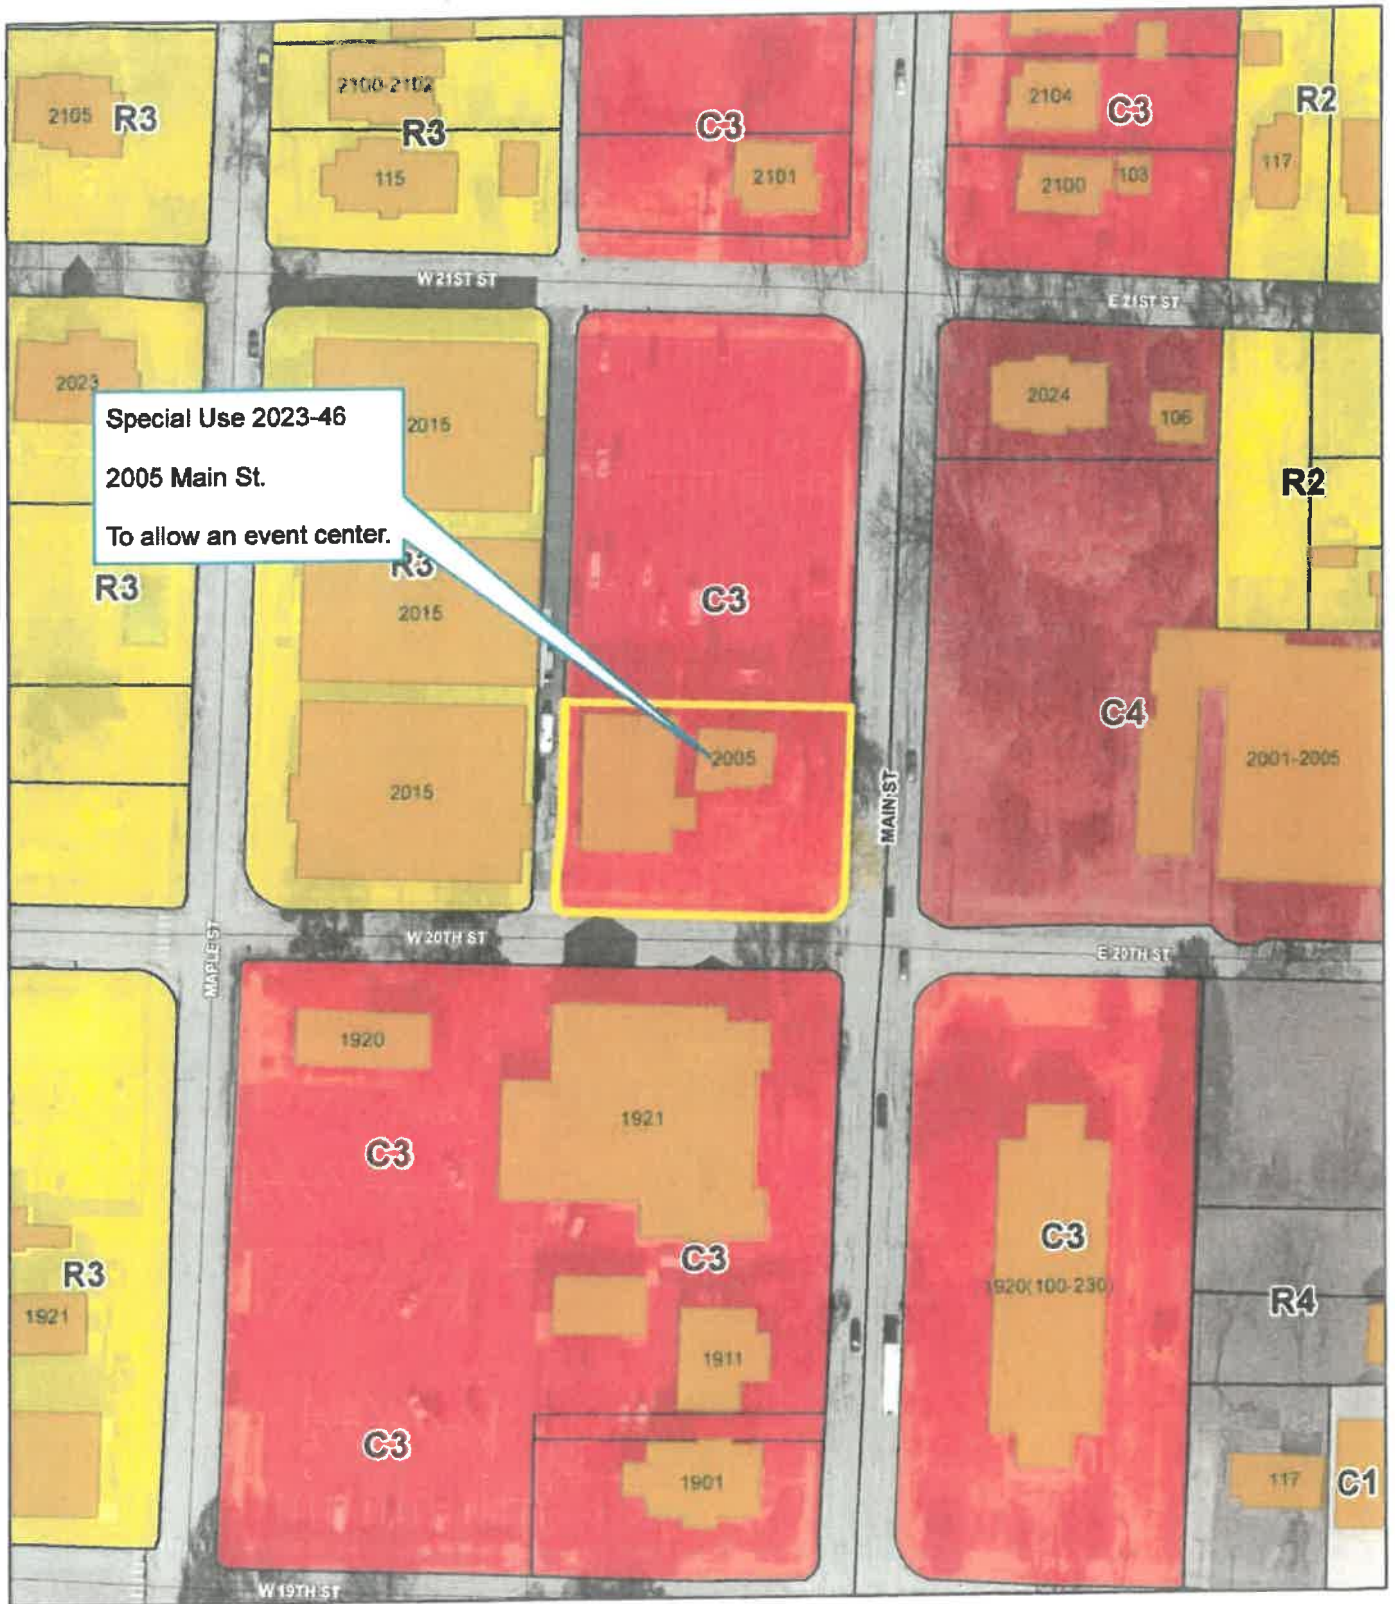 2105
R3
2100-2102
R3
115
C3
2101
2104
C3
2100
103
R2
117
W 21ST ST
E 21ST ST
2023
Special Use 2023-46
2005 Main St.
To allow an event center.
2015
R3
R3
2015
2015
C3
2005
MAIN ST
2024
106
R2
C4
2001-2005
MAPLE ST
W 20TH ST
E 20TH ST
1920
1921
C3
C3
C3
1911
1901
R3
1921
C3
1920(100-230)
R4
117
C1
W 19TH ST